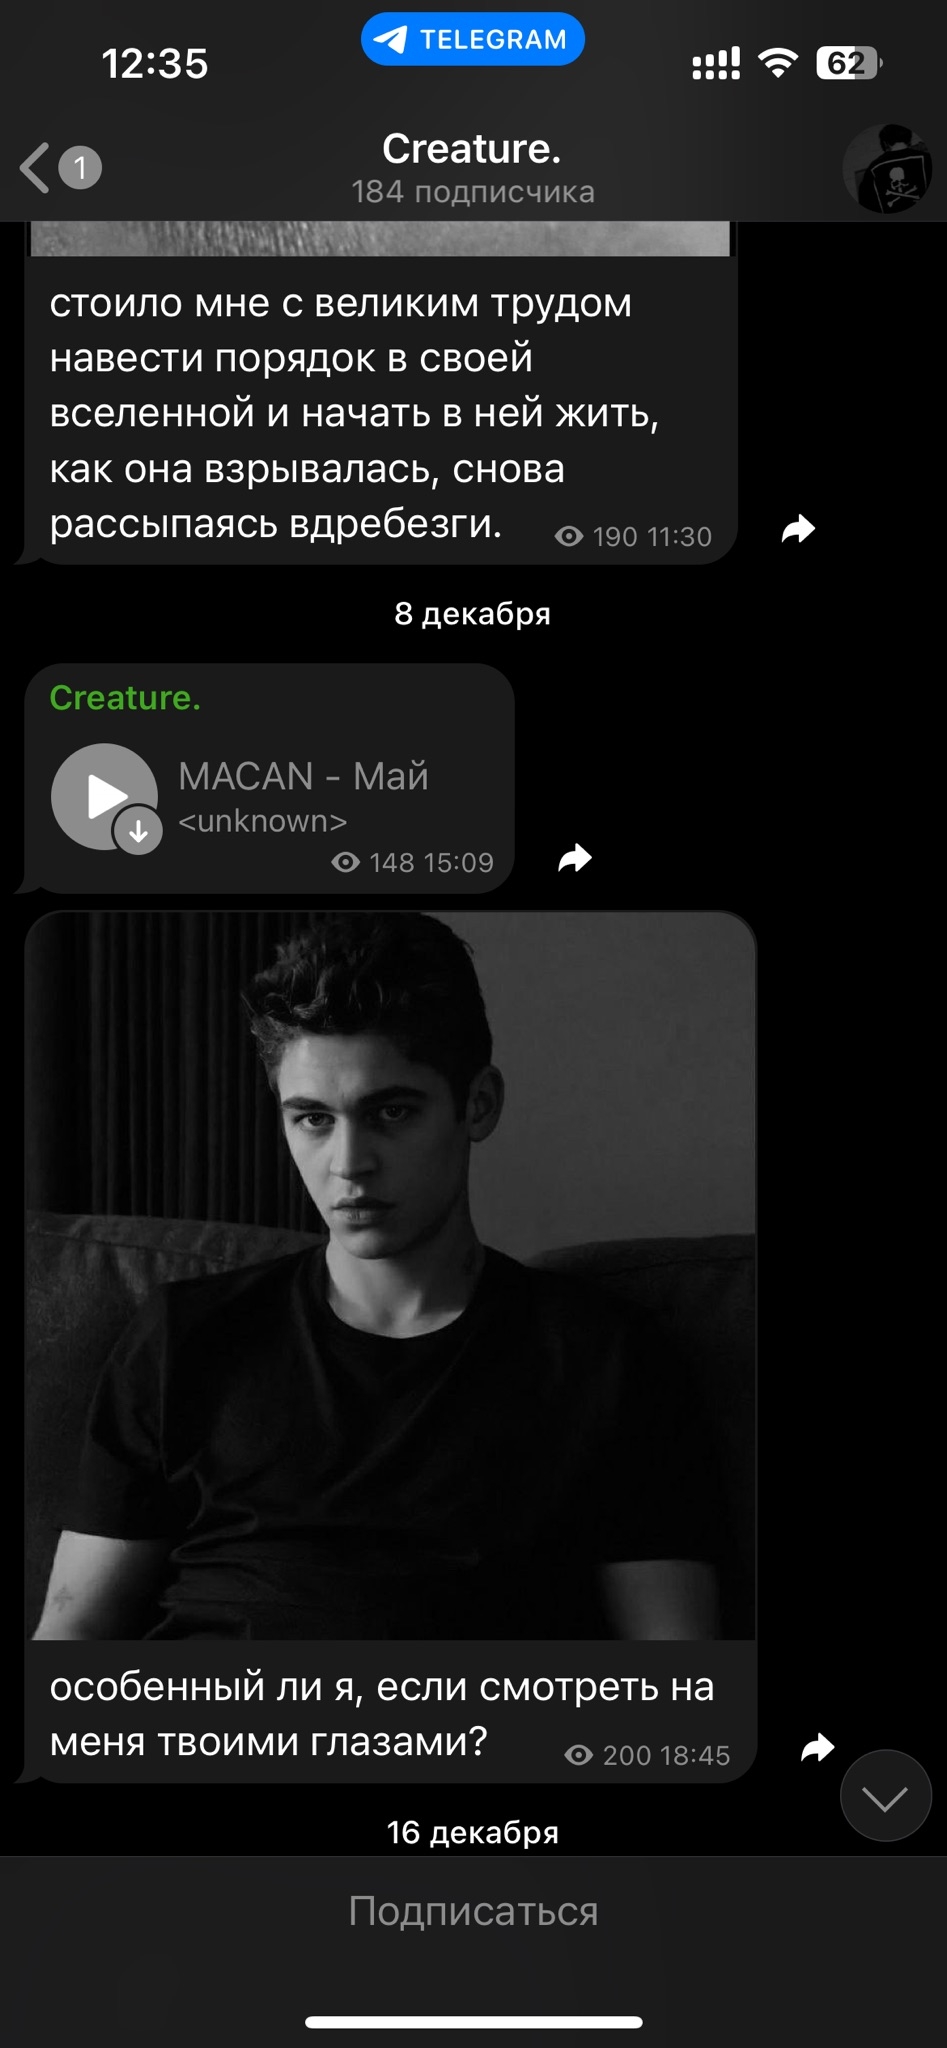 12:35
TELEGRAM
62
1
Creature.
184 подписчика
стоило мне с великим трудом
навести порядок в своей
вселенной и начать в ней жить,
как она взрывалась, снова
рассыпаясь вдребезги.
190 11:30
8 декабря
Creature.
MACAN - Май
<unknown>
148 15:09
особенный ли я, если смотреть на
меня твоими глазами?
200 18:45
16 декабря
Подписаться